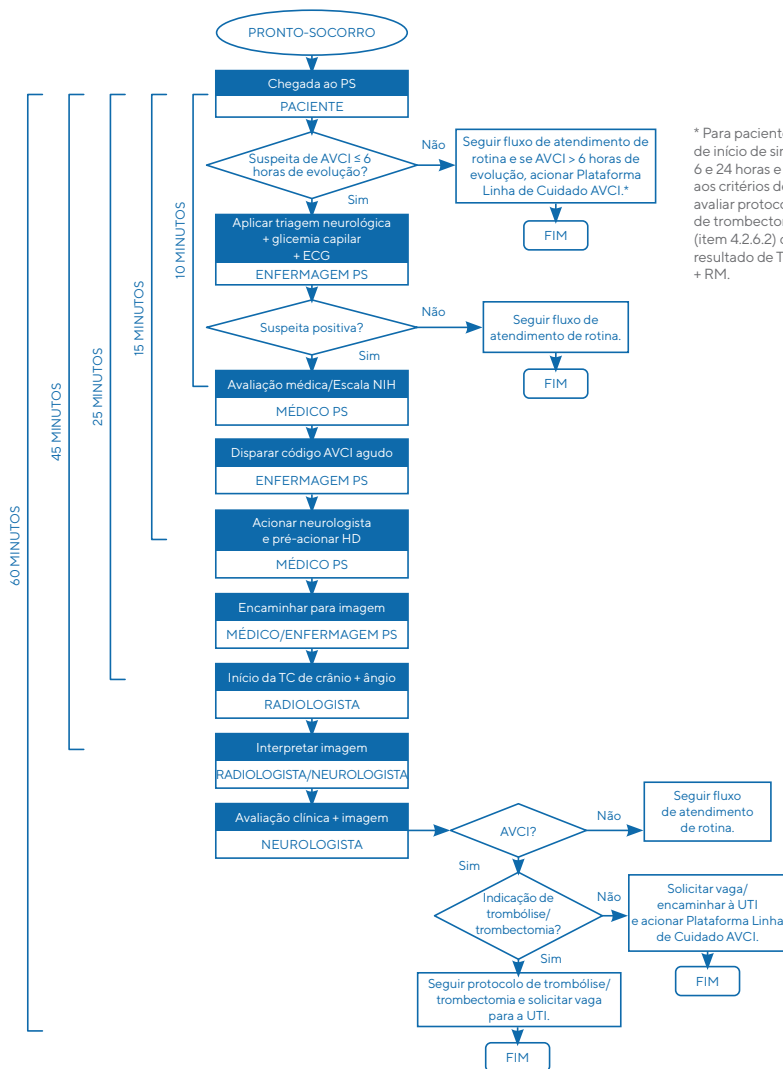 PRONTO-SOCORRO
Chegada ao PS
PACIENTE
Suspeita de AVCI ≤ 6
horas de evolução?
Não
Sim
Seguir fluxo de atendimento de
rotina e se AVCI > 6 horas de
evolução, acionar Plataforma
Linha de Cuidado AVCI.*
FIM
* Para pacient
de início de si
6 e 24 horas e
aos critérios d
avaliar protoco
de trombecto
(item 4.2.6.2)
resultado de T
+ RM.
Aplicar triagem neurológica
+ glicemia capilar
+ ECG
ENFERMAGEM PS
Suspeita positiva?
Não
Sim
Seguir fluxo de
atendimento de rotina.
FIM
Avaliação médica/Escala NIH
MÉDICO PS
Disparar código AVCI agudo
ENFERMAGEM PS
Acionar neurologista
e pré-acionar HD
MÉDICO PS
Encaminhar para imagem
MÉDICO/ENFERMAGEM PS
Início da TC de crânio + ângio
RADIOLOGISTA
Interpretar imagem
RADIOLOGISTA/NEUROLOGISTA
Avaliação clínica + imagem
NEUROLOGISTA
AVCI?
Não
Sim
Seguir fluxo
de atendimento
de rotina.
Indicação de
trombólise/
trombectomia?
Não
Sim
Solicitar vaga/
encaminhar à UTI
e acionar Plataforma Linha
de Cuidado AVCI.
FIM
Seguir protocolo de trombólise/
trombectomia e solicitar vaga
para a UTI.
FIM
10 MINUTOS
15 MINUTOS
25 MINUTOS
45 MINUTOS
60 MINUTOS